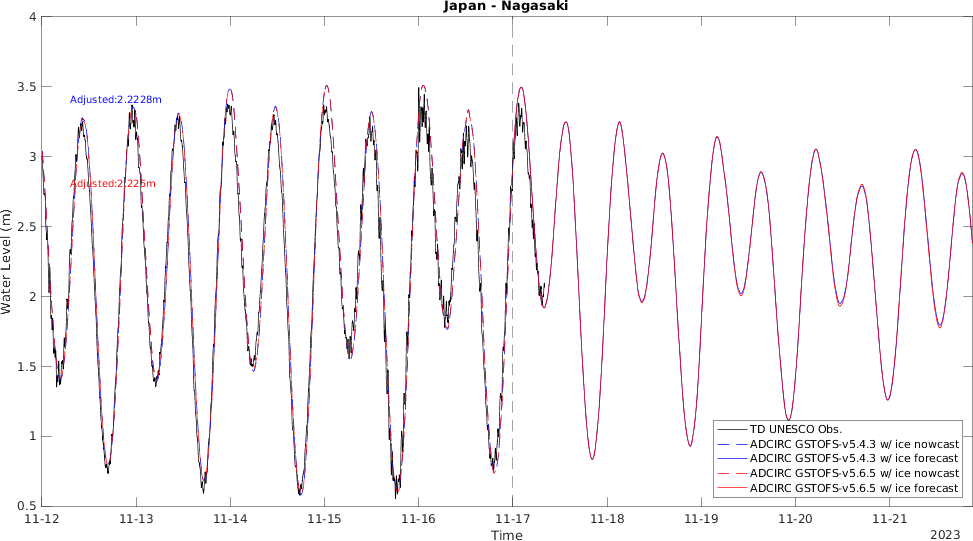 Japan - Nagasaki
4
3.5
3
2.5
2
1.5
1
0.5
Water Level (m)
Adjusted:2.2228m
Adjusted:2.225m
TD UNESCO Obs.
ADCIRC GSTOFS-v5.4.3 w/ ice nowcast
ADCIRC GSTOFS-v5.4.3 w/ ice forecast
ADCIRC GSTOFS-v5.6.5 w/ ice nowcast
ADCIRC GSTOFS-v5.6.5 w/ ice forecast
11-12 11-13 11-14 11-15 11-16 11-17 11-18 11-19 11-20 11-21
Time
2023